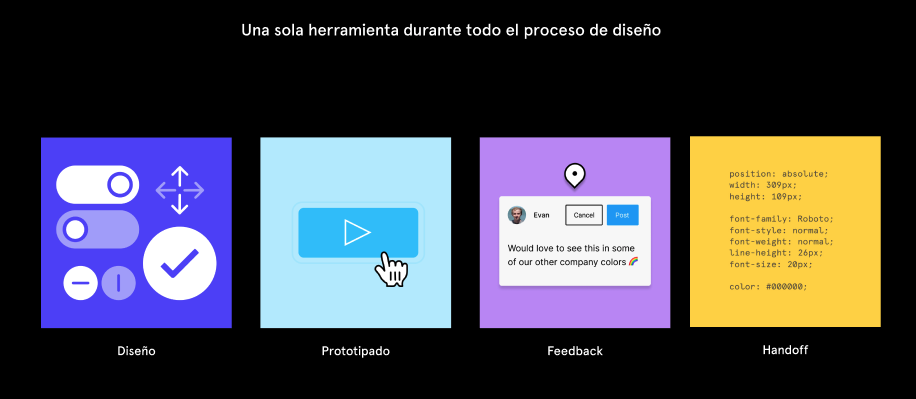 Una sola herramienta durante todo el proceso de diseño
Evan
Cancel
Post
Would love to see this in some
of our other company colors 🌈
position: absolute;
width: 309px;
height: 109px;
font-family: Roboto;
font-style: normal;
font-weight: normal;
line-height: 26px;
font-size: 20px;
color: #000000;
Diseño
Prototipado
Feedback
Handoff